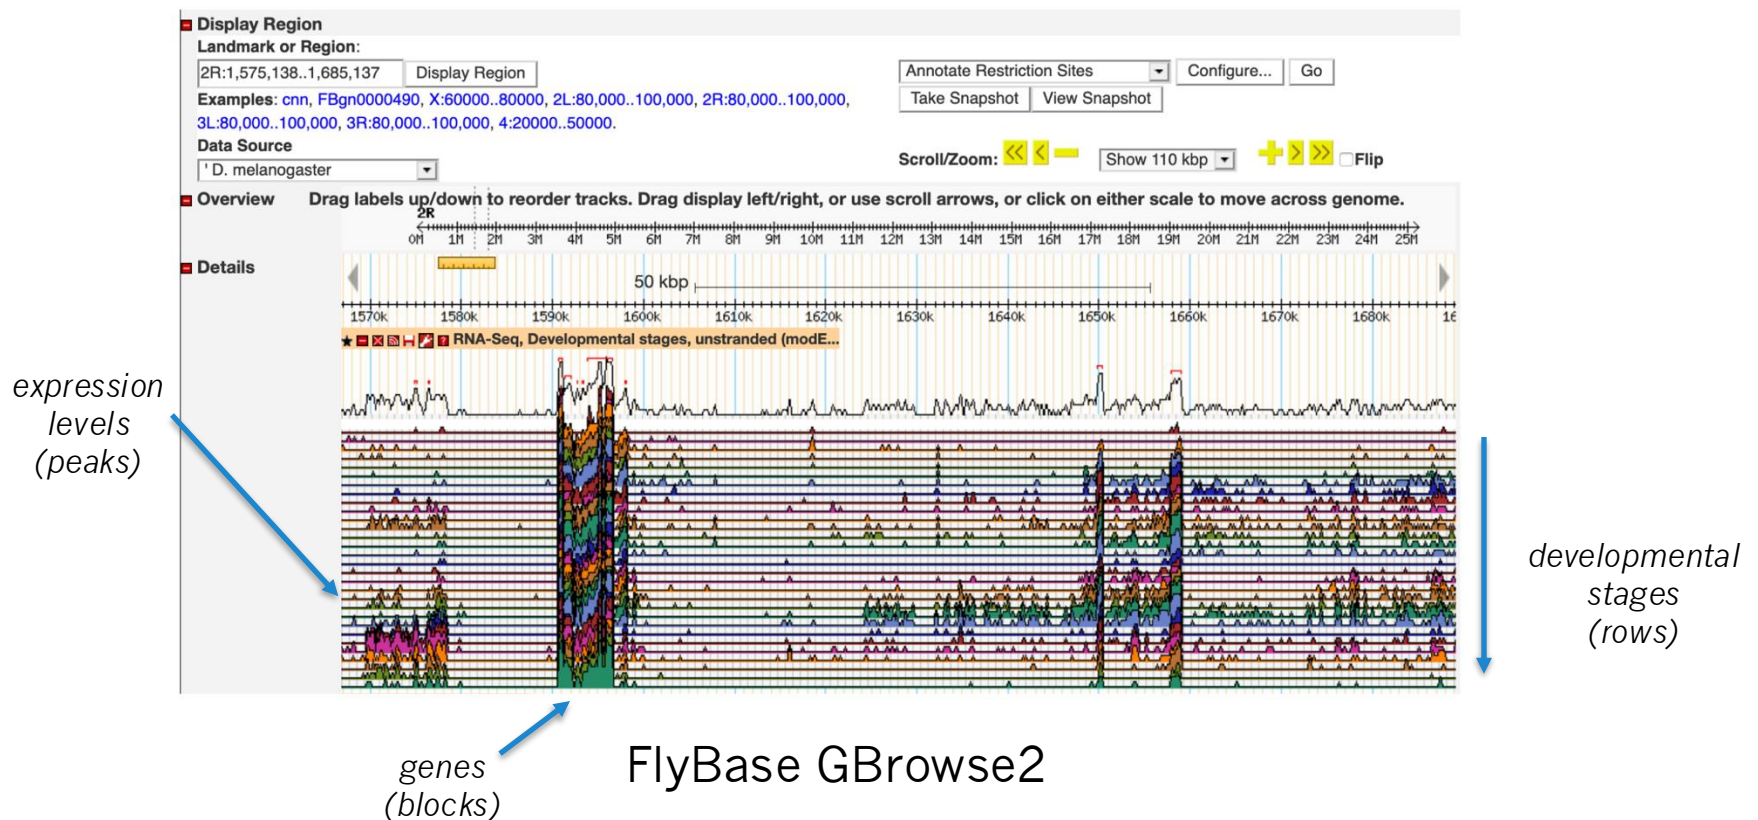 Display Region
Landmark or Region:
2R:1,575,138..1,685,137 Display Region
Annotate Restriction Sites Configure... Go
Examples: cnn, FBgn0000490, X:60000..80000, 2L:80,000..100,000, 2R:80,000..100,000,
Take Snapshot View Snapshot
3L:80,000..100,000, 3R:80,000..100,000, 4:20000..50000.
Data Source
' D. melanogaster
Scroll/Zoom: << < Show 110 kbp > >> Flip
Overview Drag labels up/down to reorder tracks. Drag display left/right, or use scroll arrows, or click on either scale to move across genome.
2R
0M 1M 2M 3M 4M 5M 6M 7M 8M 9M 10M 11M 12M 13M 14M 15M 16M 17M 18M 19M 20M 21M 22M 23M 24M 25M
Details
50 kbp
1570k 1580k 1590k 1600k 1610k 1620k 1630k 1640k 1650k 1660k 1670k 1680k 16
RNA-Seq, Developmental stages, unstranded (modE...
expression
levels
(peaks)
developmental
stages
(rows)
genes
(blocks)
FlyBase GBrowse2